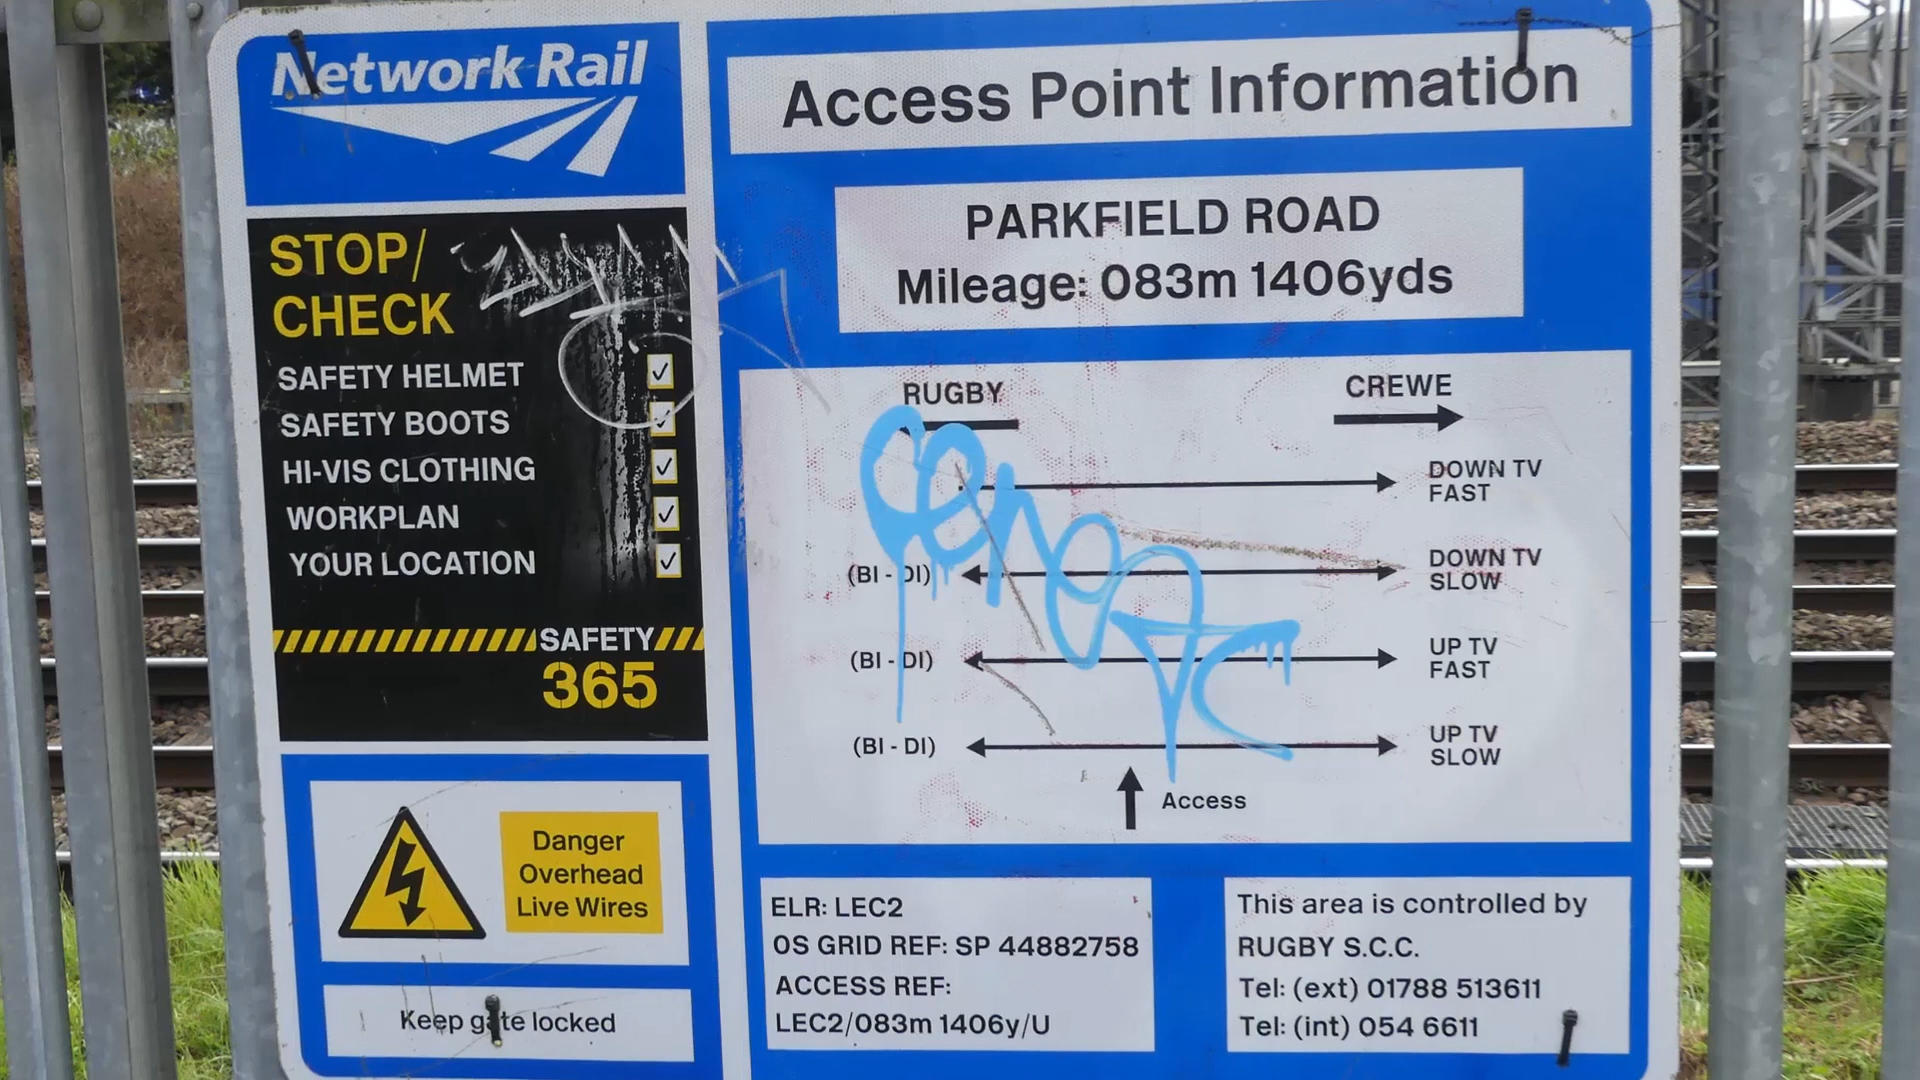 Network Rail
STOP/
CHECK
SAFETY HELMET
SAFETY BOOTS
HI-VIS CLOTHING
WORKPLAN
YOUR LOCATION
SAFETY
365
Danger
Overhead
Live Wires
Keep gate locked
Access Point Information
PARKFIELD ROAD
Mileage: 083m 1406yds
RUGBY
CREWE
DOWN TV
FAST
(BI - DI)
DOWN TV
SLOW
(BI - DI)
UP TV
FAST
(BI - DI)
UP TV
SLOW
Access
ELR: LEC2
OS GRID REF: SP 44882758
ACCESS REF:
LEC2/083m 1406y/U
This area is controlled by
RUGBY S.C.C.
Tel: (ext) 01788 513611
Tel: (int) 054 6611